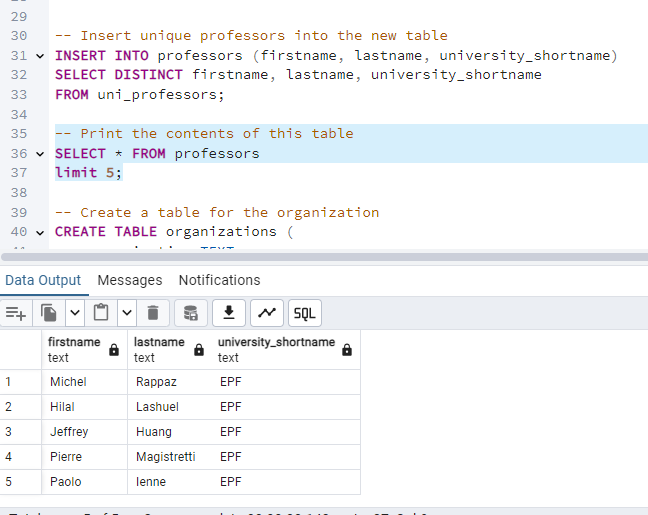 29
30 -- Insert unique professors into the new table
31 INSERT INTO professors (firstname, lastname, university_shortname)
32 SELECT DISTINCT firstname, lastname, university_shortname
33 FROM uni_professors;
34
35 -- Print the contents of this table
36 SELECT * FROM professors
37 limit 5;
38
39 -- Create a table for the organization
40 CREATE TABLE organizations (
Data Output Messages Notifications
SQL
firstname lastname university_shortname
text text text
1 Michel Rappaz EPF
2 Hilal Lashuel EPF
3 Jeffrey Huang EPF
4 Pierre Magistretti EPF
5 Paolo Ienne EPF